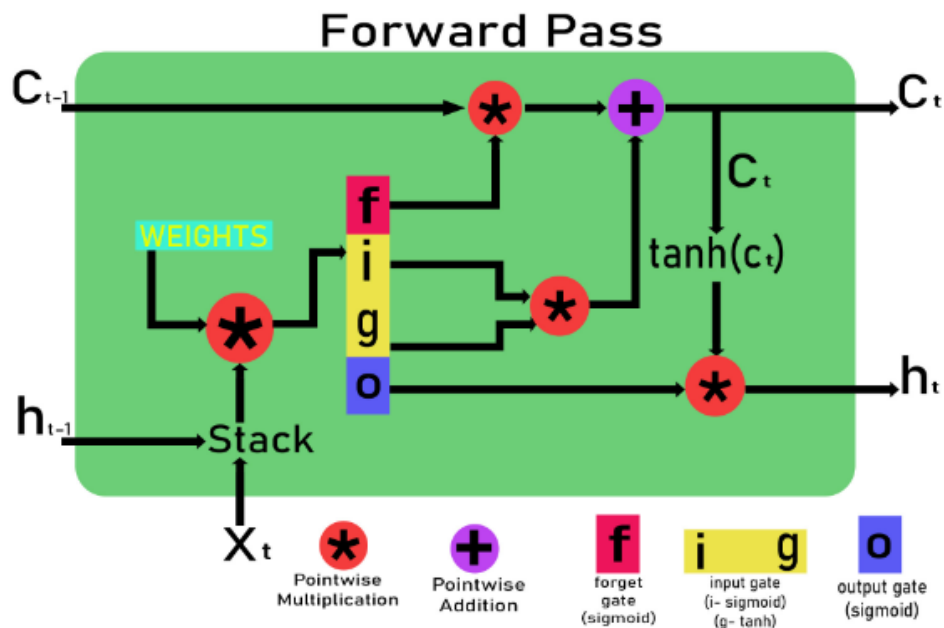 Forward Pass
Ct-1
*
+
Ct
f
Ct
WEIGHTS
i
tanh(ct)
*
*
g
o
*
ht
ht-1
Stack
Xt
*
Pointwise
Multiplication
+
Pointwise
Addition
f
forget
gate
(sigmoid)
i g
input gate
(i- sigmoid)
(g- tanh)
o
output gate
(sigmoid)